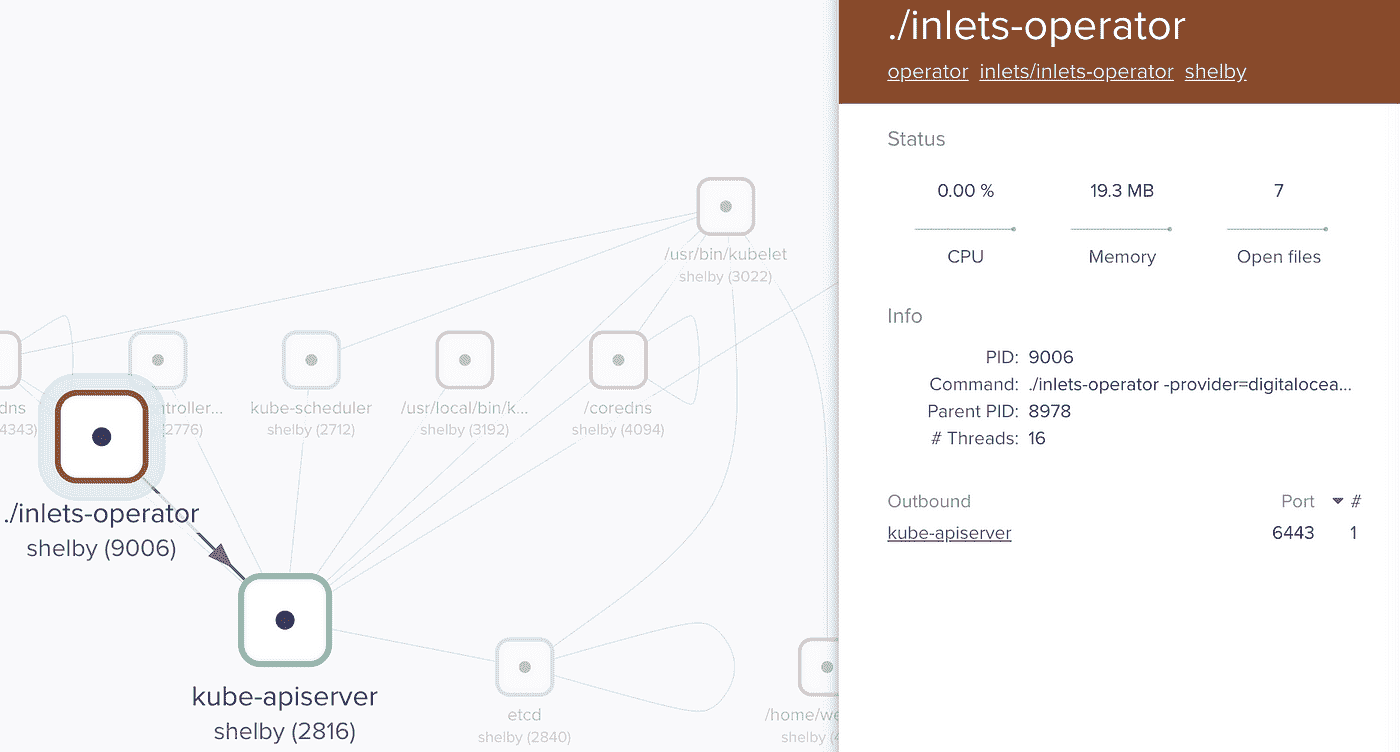 ./inlets-operator
operator inlets/inlets-operator shelby
Status
0.00 % 19.3 MB 7
CPU Memory Open files
Info
PID: 9006
Command: ./inlets-operator -provider=digitalocea...
Parent PID: 8978
# Threads: 16
Outbound Port #
kube-apiserver 6443 1
/usr/bin/kubelet
shelby (3022)
dns
4343)
ntroller...
2776)
kube-scheduler
shelby (2712)
/usr/local/bin/k...
shelby (3192)
/coredns
shelby (4094)
./inlets-operator
shelby (9006)
kube-apiserver
shelby (2816)
etcd
shelby (2840)
/home/we
shelby (4